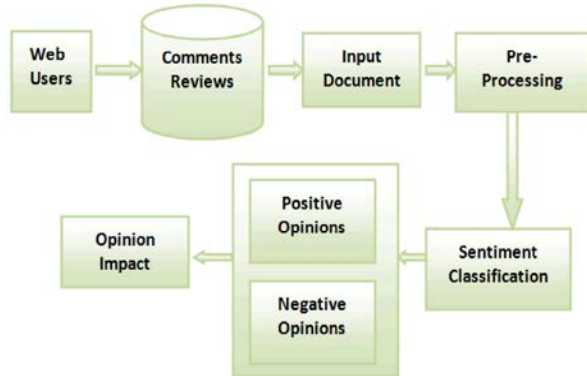 Web
Users
Comments
Reviews
Input
Document
Pre-
Processing
Sentiment
Classification
Positive
Opinions
Negative
Opinions
Opinion
Impact